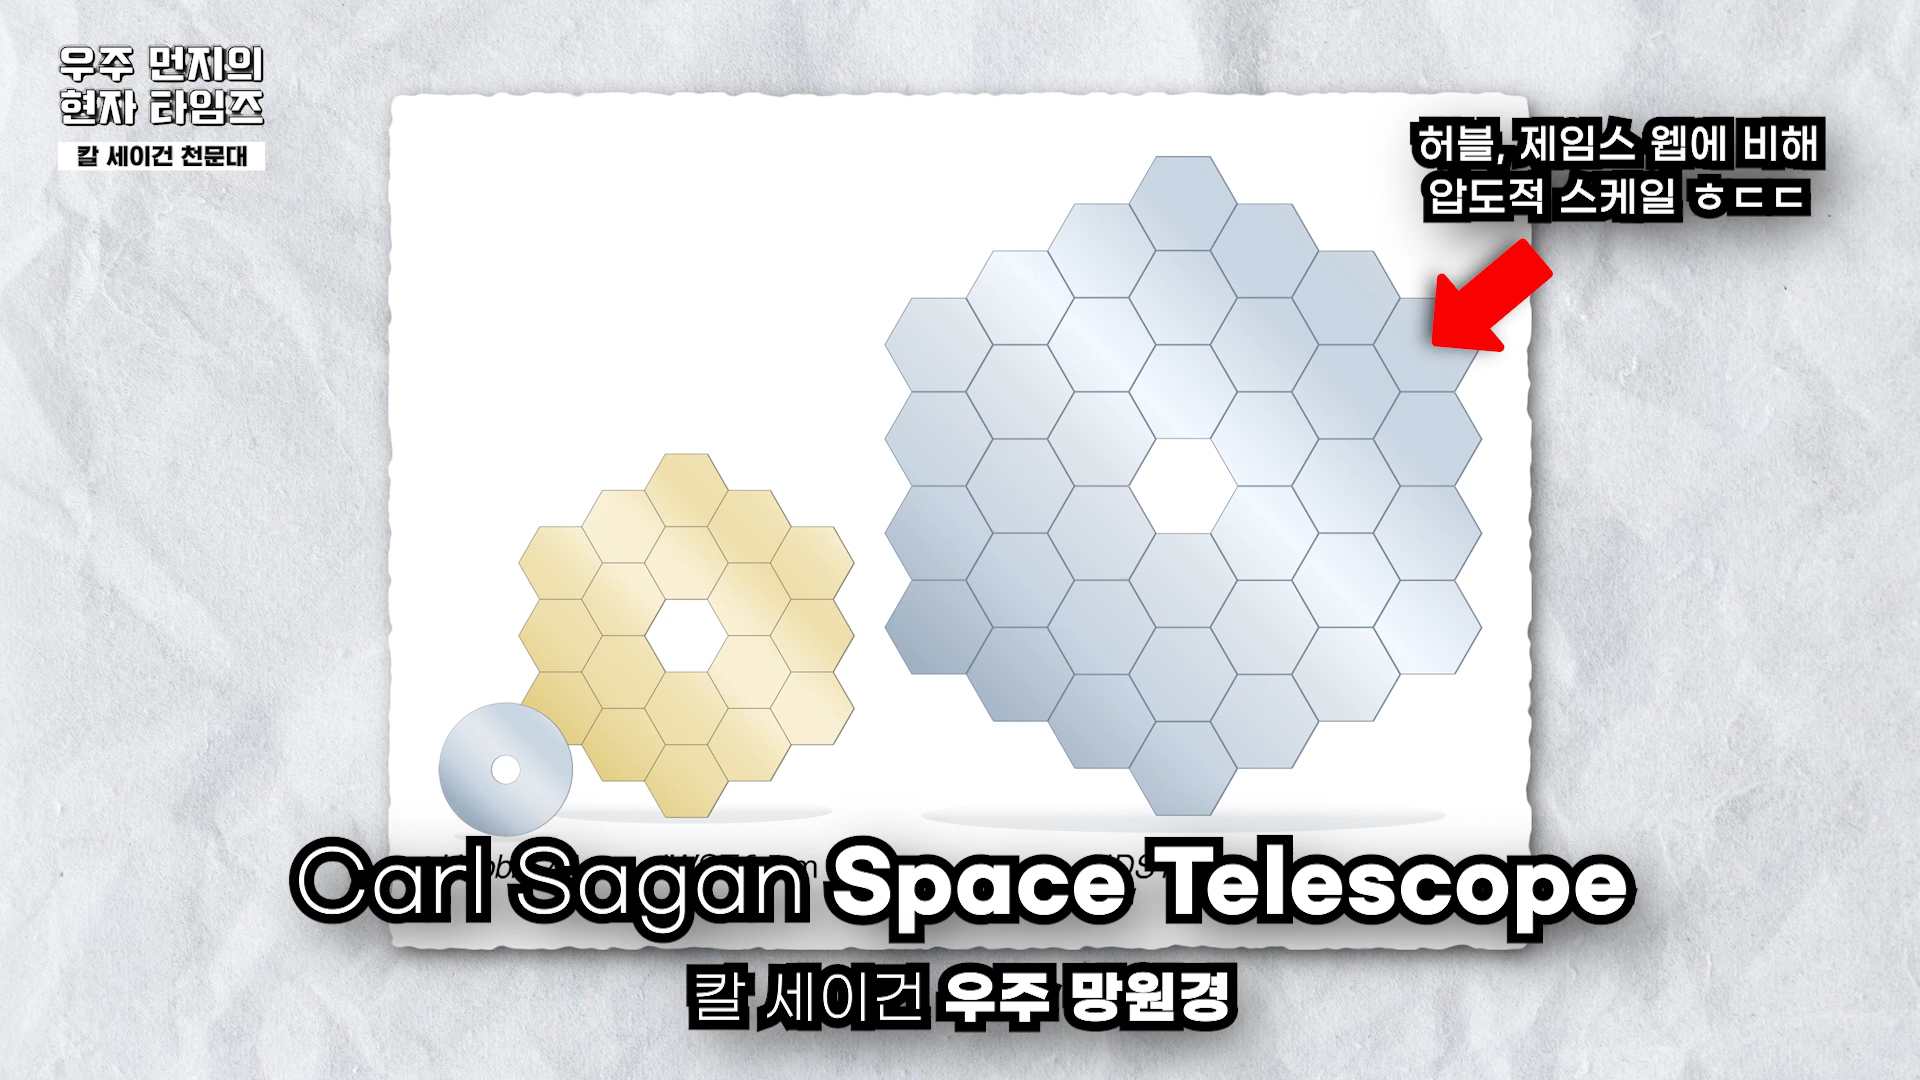 우주 먼지의
현자 타임즈
칼 세이건 천문대
허블, 제임스 웹에 비해
압도적 스케일 ㅎㄷㄷ
Carl Sagan Space Telescope
칼 세이건 우주 망원경